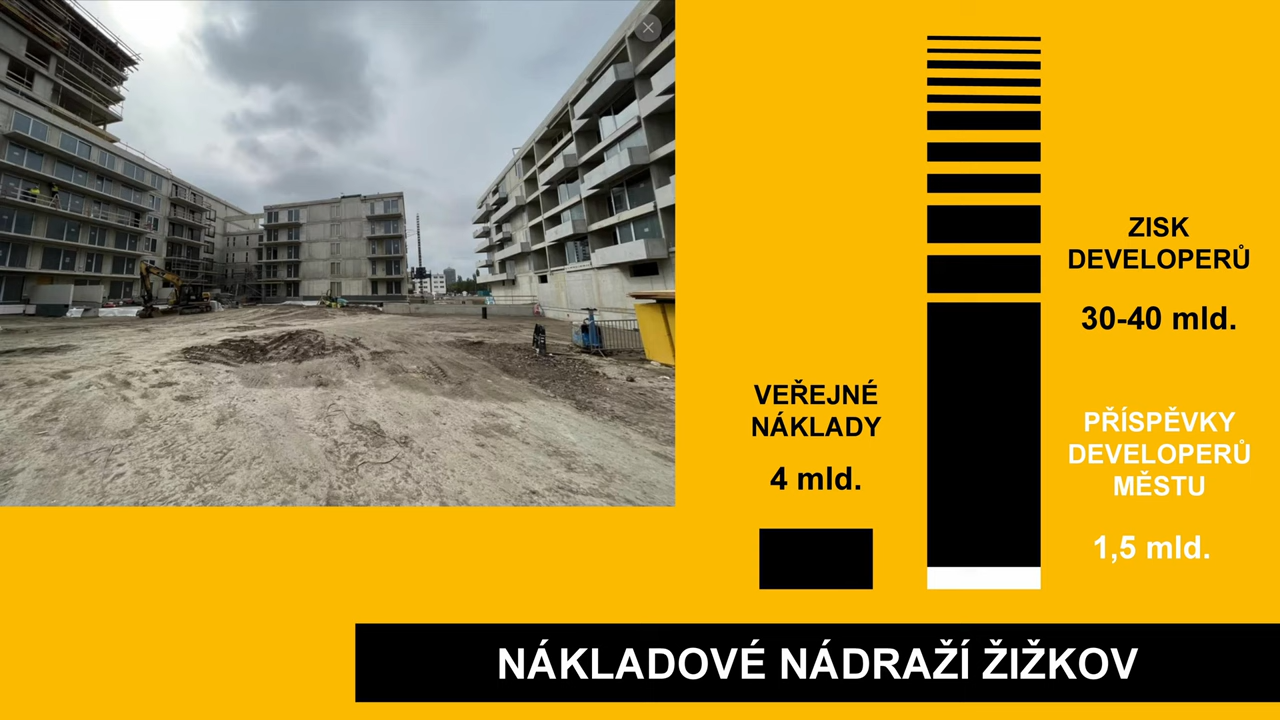 ZISK
DEVELOPERŮ
30-40 mld.
VEŘEJNÉ
NÁKLADY
4 mld.
PŘÍSPĚVKY
DEVELOPERŮ
MĚSTU
1,5 mld.
NÁKLADOVÉ NÁDRAŽÍ ŽIŽKOV